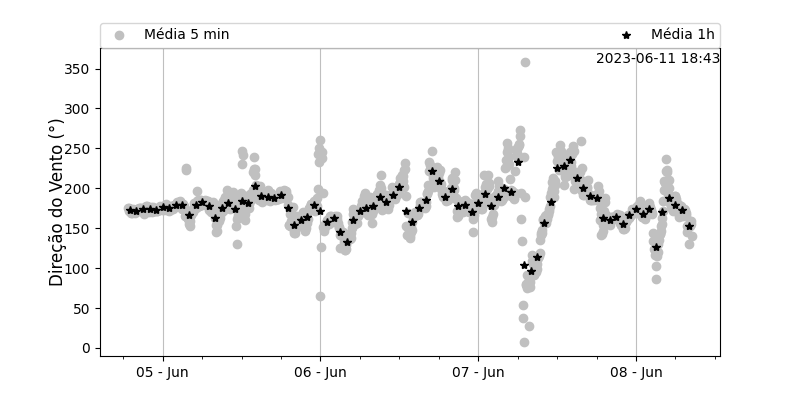 Média 5 min
Média 1h
2023-06-11 18:43
Direção do Vento (°)
350
300
250
200
150
100
50
0
05 - Jun
06 - Jun
07 - Jun
08 - Jun